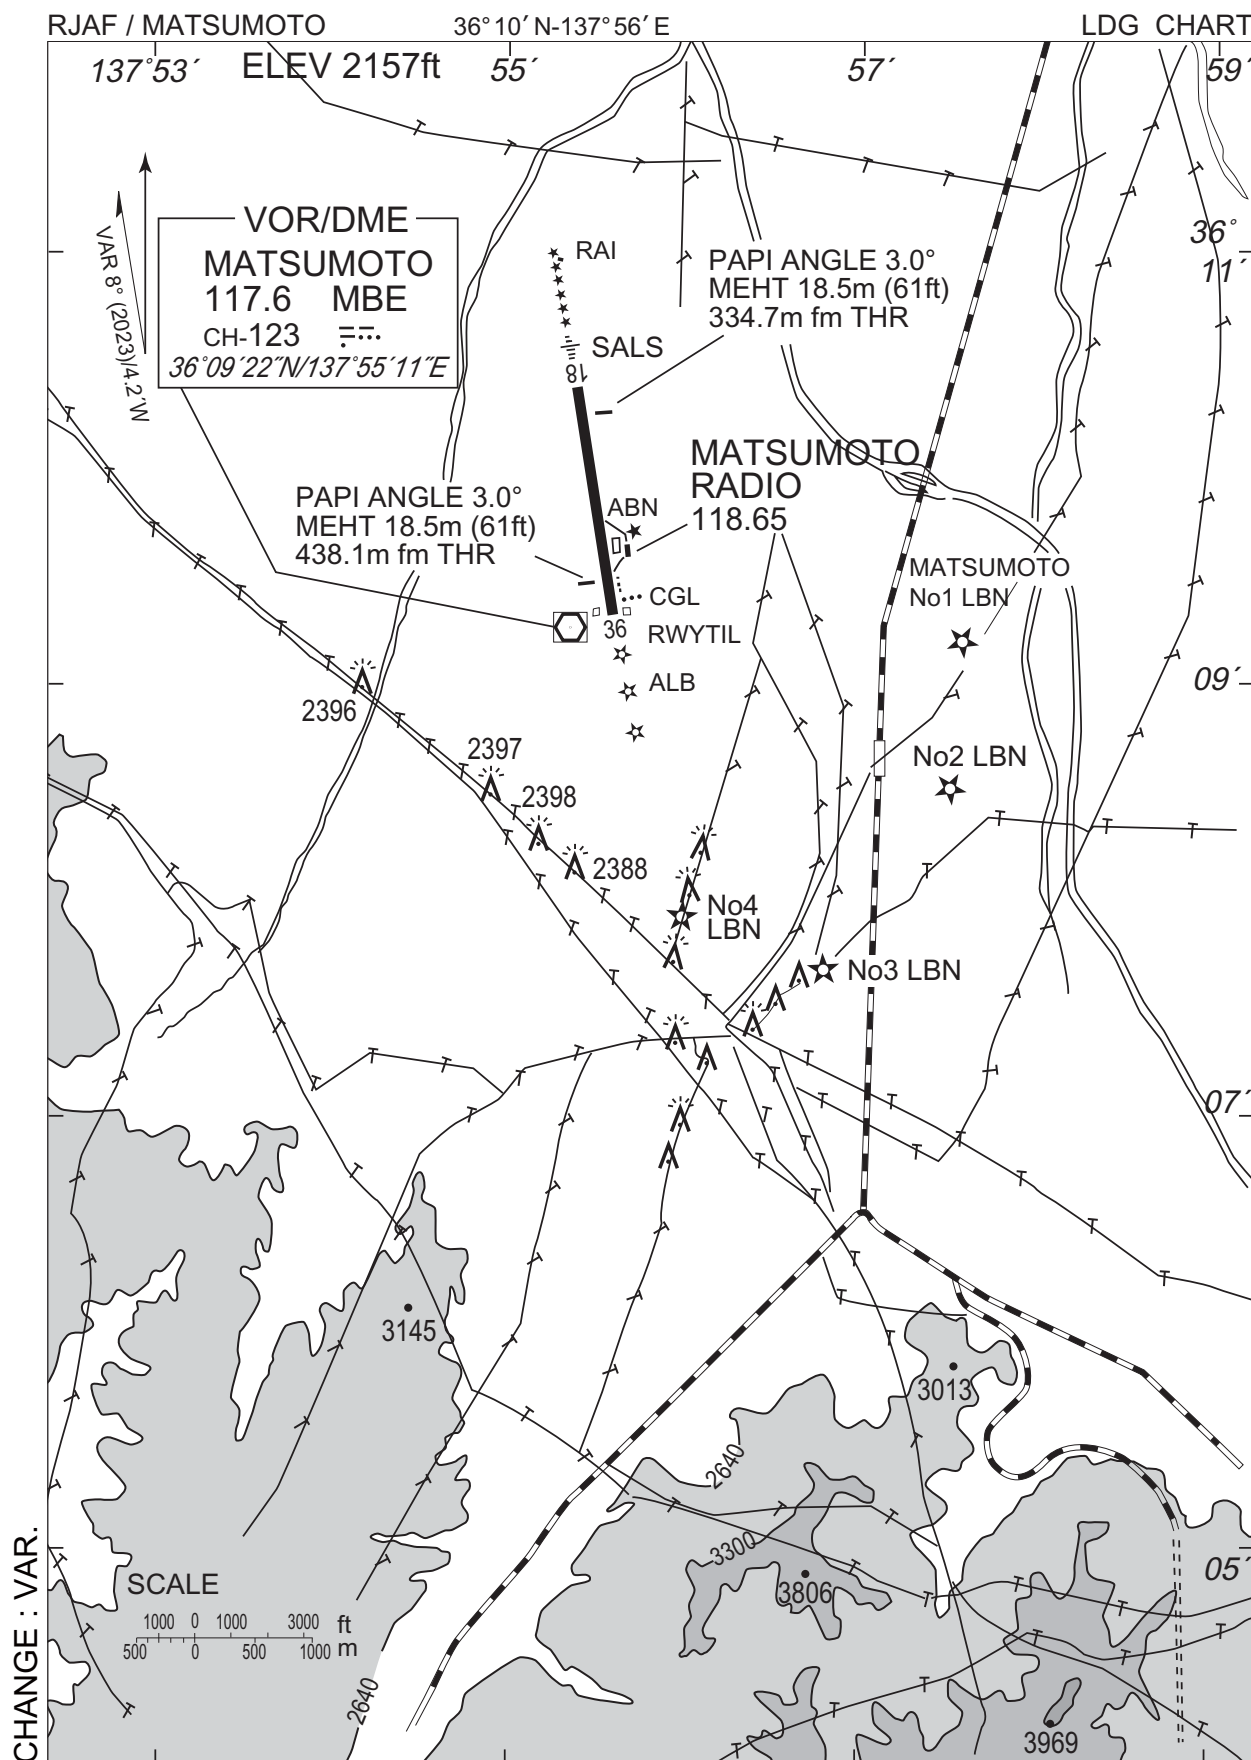 RJAF / MATSUMOTO
36°10′ N-137°56′ E
LDG CHART
137°53′
ELEV 2157ft
55′
57′
59′
VAR 8° (2023)/4.2′W
VOR/DME
MATSUMOTO
117.6 MBE
CH-123
36°09′22″N/137°55′11″E
RAI
SALS
18
PAPI ANGLE 3.0°
MEHT 18.5m (61ft)
334.7m fm THR
36°
11′
MATSUMOTO
RADIO
118.65
PAPI ANGLE 3.0°
MEHT 18.5m (61ft)
438.1m fm THR
ABN
CGL
36
RWYTIL
ALB
MATSUMOTO
No1 LBN
09′
2396
2397
2398
2388
No2 LBN
No4
LBN
No3 LBN
07′
3145
3013
2640
3300
3806
05′
SCALE
1000 0 1000 3000 ft
500 0 500 1000 m
2640
3969
CHANGE : VAR.